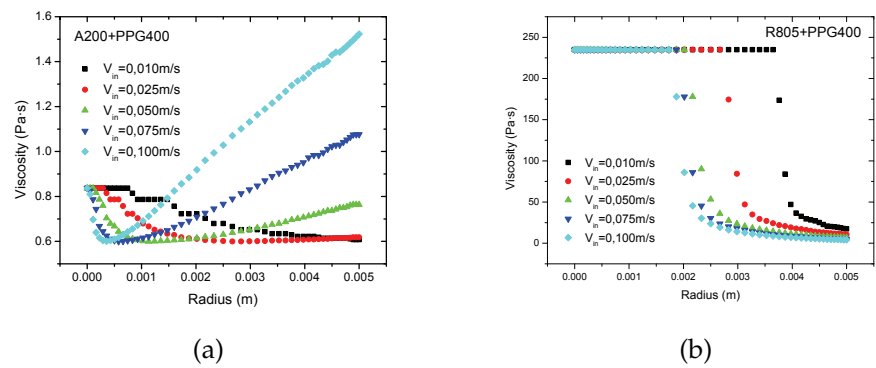 A200+PPG400
V_in=0,010m/s
V_in=0,025m/s
V_in=0,050m/s
V_in=0,075m/s
V_in=0,100m/s
Viscosity (Pa·s)
1.6
1.4
1.2
1.0
0.8
0.6
0.000 0.001 0.002 0.003 0.004 0.005
Radius (m)
(a)
R805+PPG400
V_in=0,010m/s
V_in=0,025m/s
V_in=0,050m/s
V_in=0,075m/s
V_in=0,100m/s
Viscosity (Pa·s)
250
200
150
100
50
0
0.000 0.001 0.002 0.003 0.004 0.005
Radius (m)
(b)